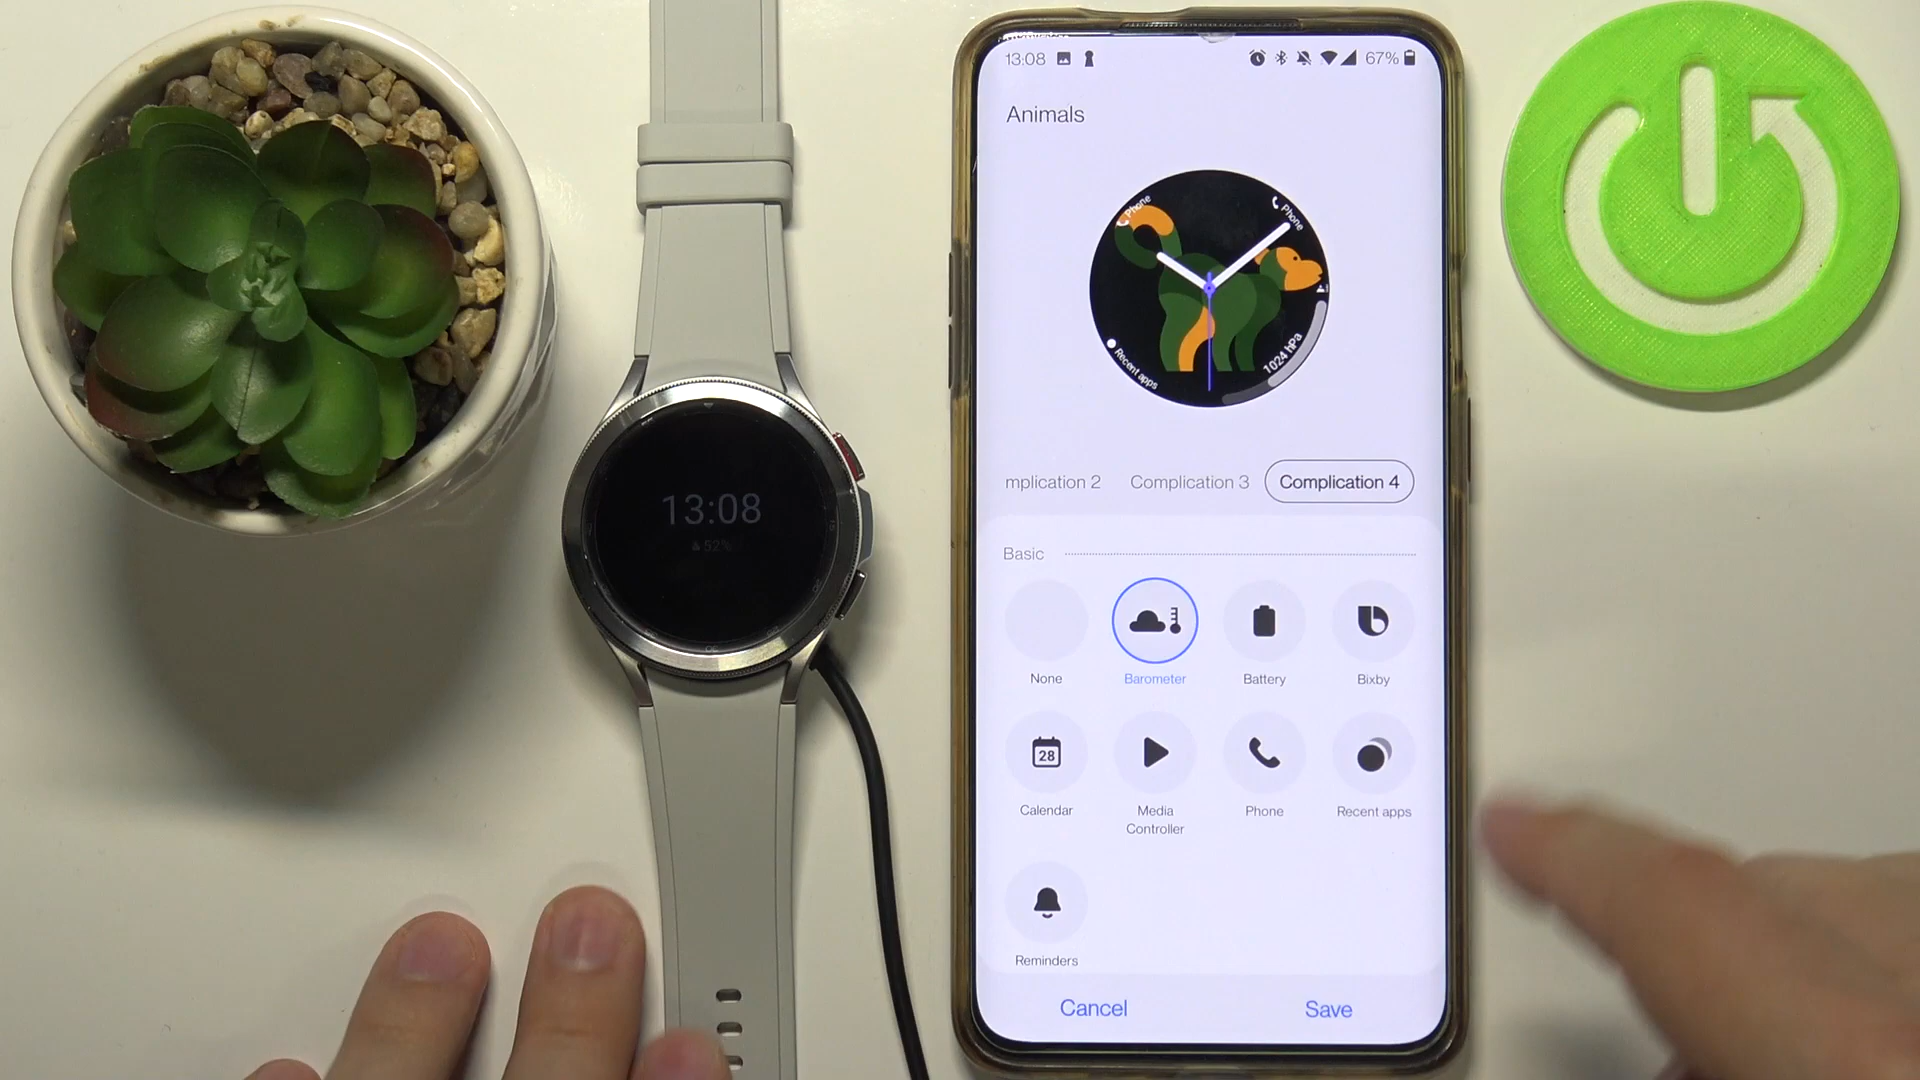 13:08
67%
Animals
Phone
Phone
Recent apps
1024 hPa
mplication 2
Complication 3
Complication 4
Basic
None
Barometer
Battery
Bixby
28
Calendar
Media
Controller
Phone
Recent apps
Reminders
Cancel
Save
13:08
52%